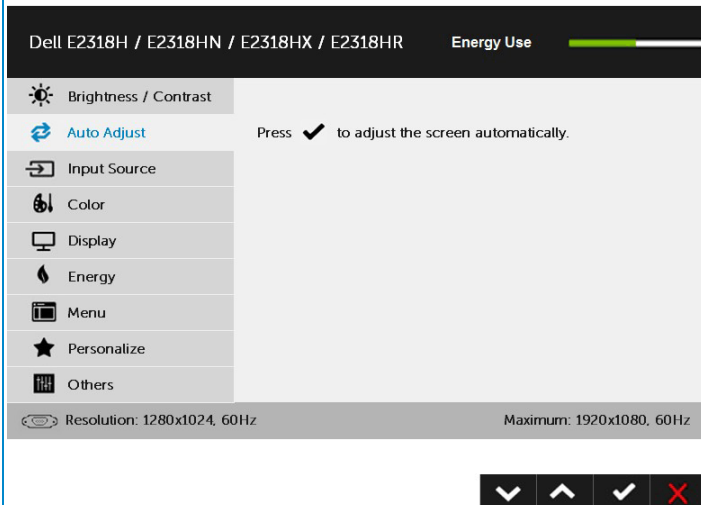 Dell E2318H / E2318HN / E2318HX / E2318HR Energy Use
Brightness / Contrast
Auto Adjust
Press ✔ to adjust the screen automatically.
Input Source
Color
Display
Energy
Menu
Personalize
Others
Resolution: 1280x1024, 60Hz Maximum: 1920x1080, 60Hz